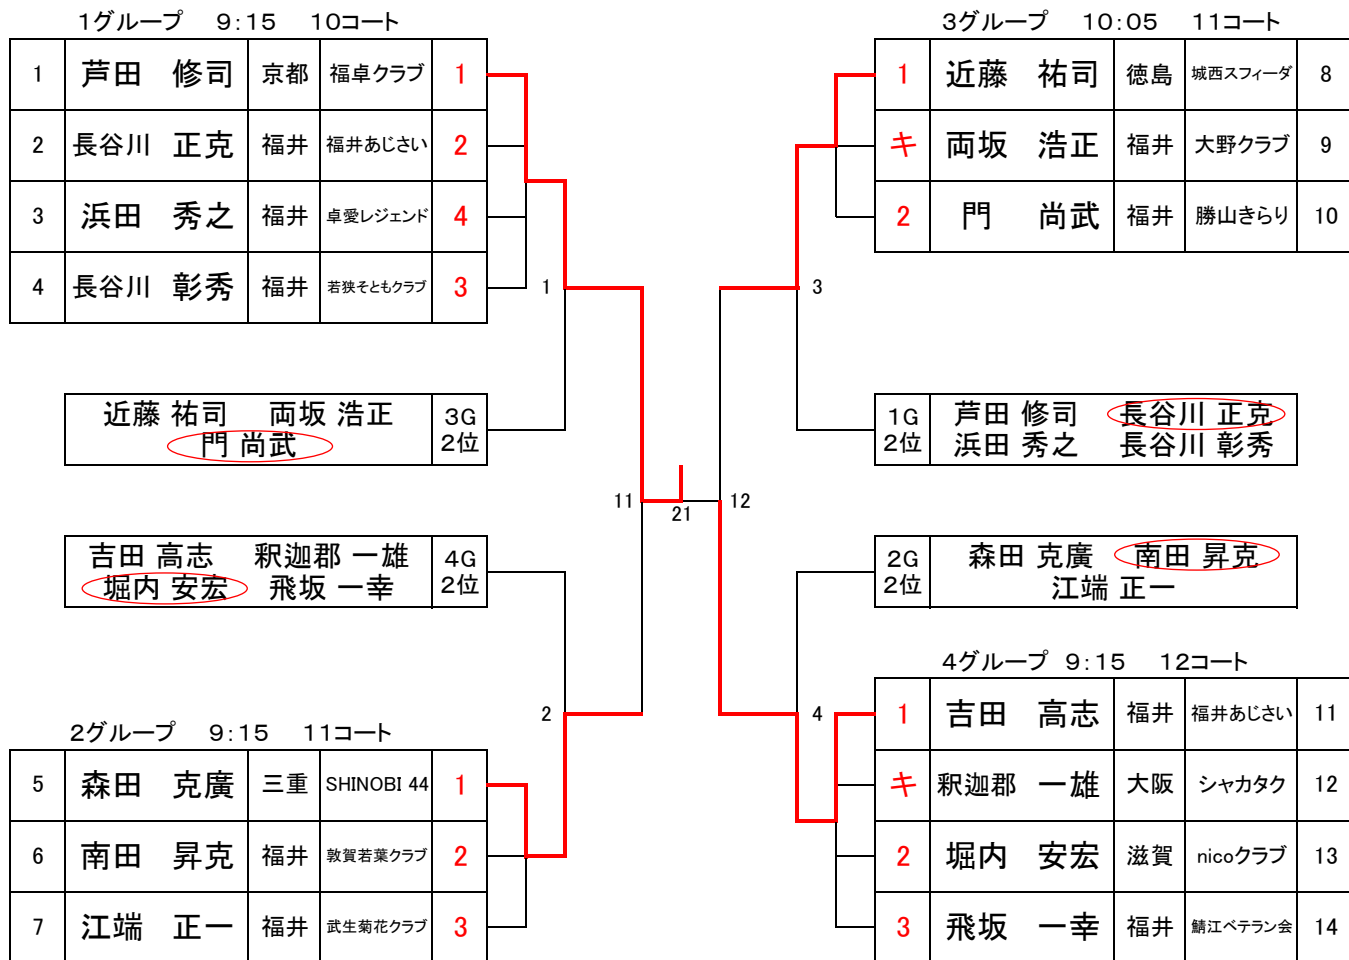 1グループ 9:15 10コート
1 芦田 修司 京都 福卓クラブ 1
2 長谷川 正克 福井 福井あじさい 2
3 浜田 秀之 福井 卓愛レジェンド 4
4 長谷川 彰秀 福井 若狭そともクラブ 3
1
近藤 祐司 両坂 浩正
門 尚武
3G
2位
11
吉田 高志 釈迦郡 一雄
堀内 安宏 飛坂 一幸
4G
2位
2
2グループ 9:15 11コート
5 森田 克廣 三重 SHINOBI 44 1
6 南田 昇克 福井 敦賀若葉クラブ 2
7 江端 正一 福井 武生菊花クラブ 3
21
3グループ 10:05 11コート
1 近藤 祐司 徳島 城西スフィーダ 8
キ 両坂 浩正 福井 大野クラブ 9
2 門 尚武 福井 勝山きらり 10
3
1G
2位
芦田 修司 長谷川 正克
浜田 秀之 長谷川 彰秀
12
2G
2位
森田 克廣 南田 昇克
江端 正一
4
4グループ 9:15 12コート
1 吉田 高志 福井 福井あじさい 11
キ 釈迦郡 一雄 大阪 シャカタク 12
2 堀内 安宏 滋賀 nicoクラブ 13
3 飛坂 一幸 福井 鯖江ベテラン会 14